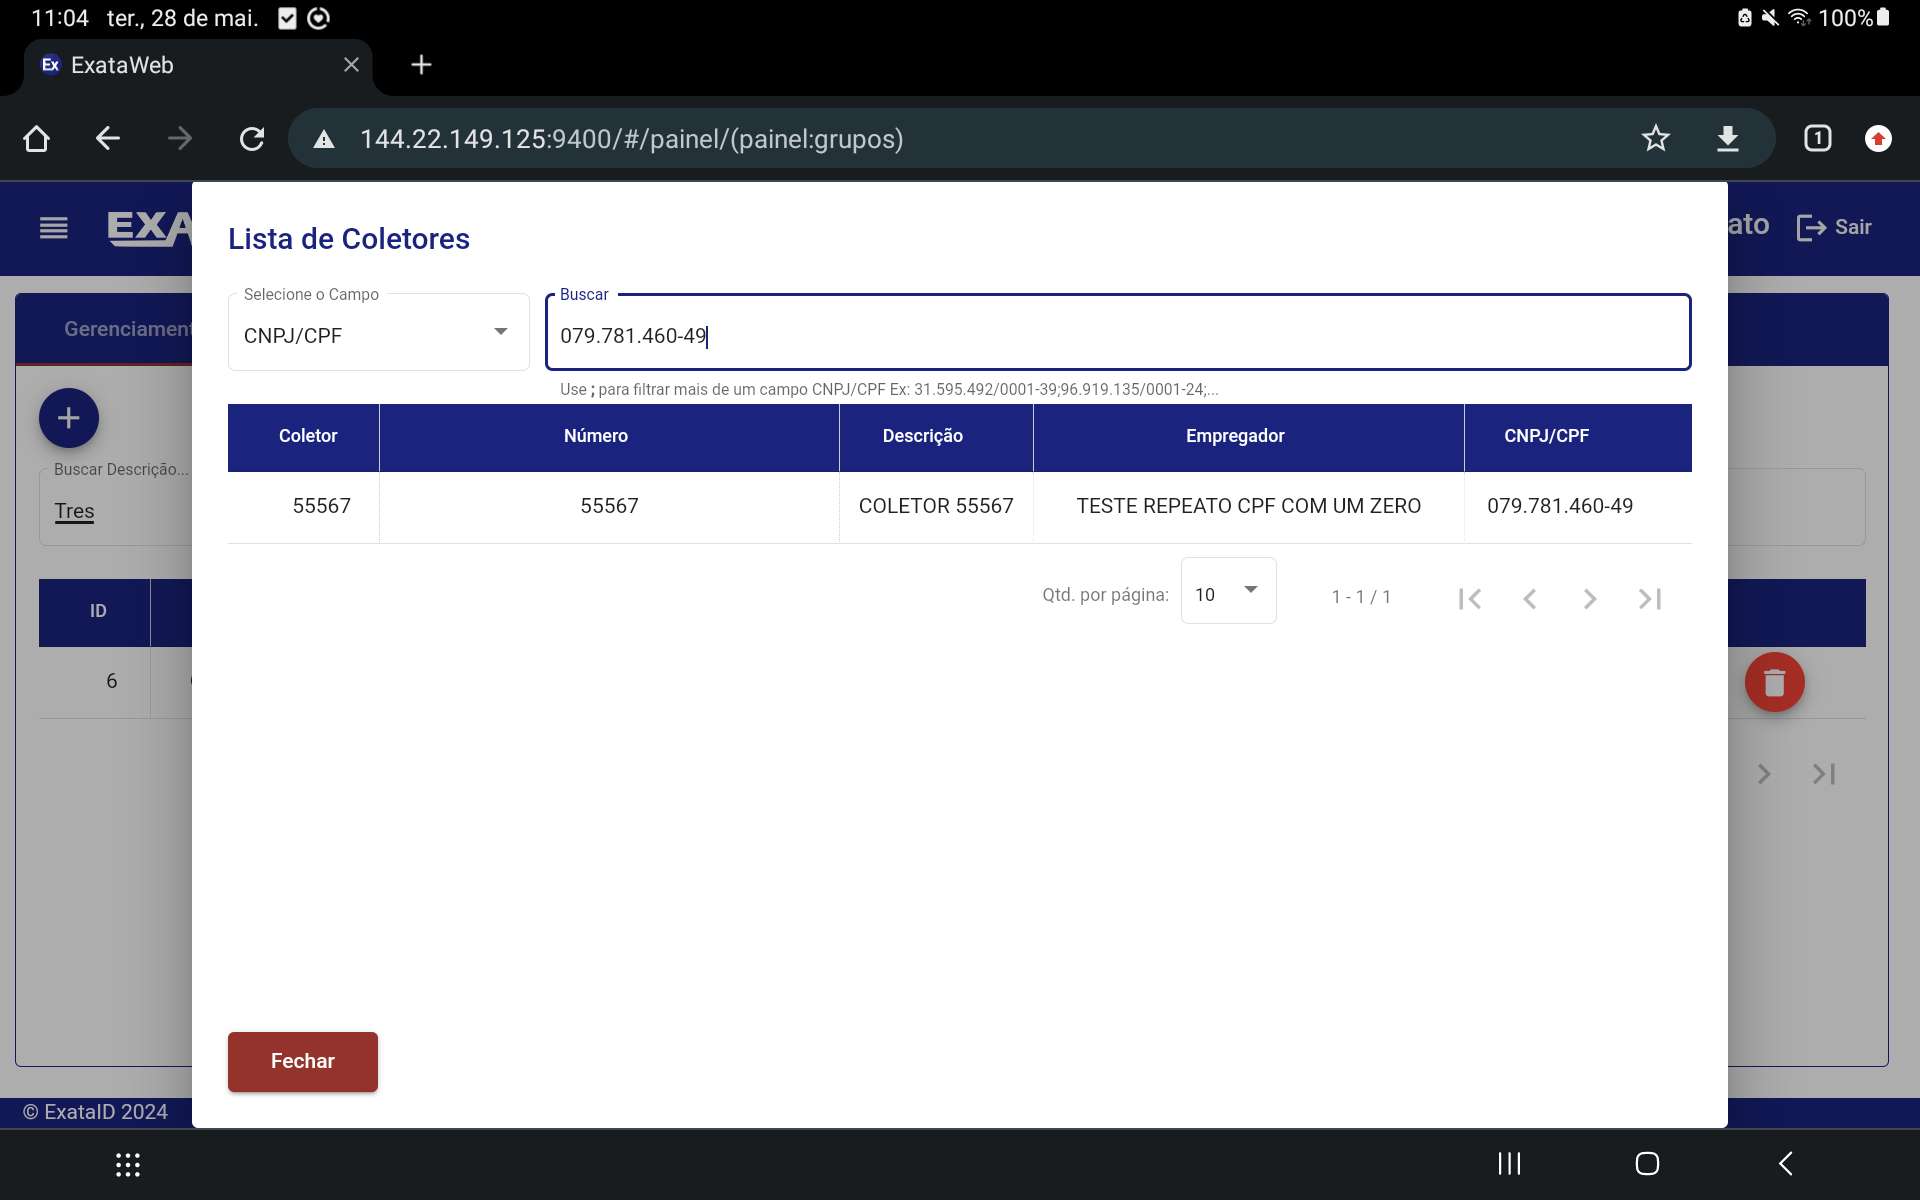 11:04 ter., 28 de mai. 100%
Ex ExataWeb
144.22.149.125:9400/#/painel/(painel:grupos) 1
EXA ato Sair
Lista de Coletores
Selecione o Campo Buscar
CNPJ/CPF 079.781.460-49
Use ; para filtrar mais de um campo CNPJ/CPF Ex: 31.595.492/0001-39;96.919.135/0001-24;...
Gerenciament
Buscar Descrição...
Tres
Coletor Número Descrição Empregador CNPJ/CPF
55567 55567 COLETOR 55567 TESTE REPEATO CPF COM UM ZERO 079.781.460-49
Qtd. por página: 10 1 - 1 / 1
ID
6
Fechar
© ExataID 2024